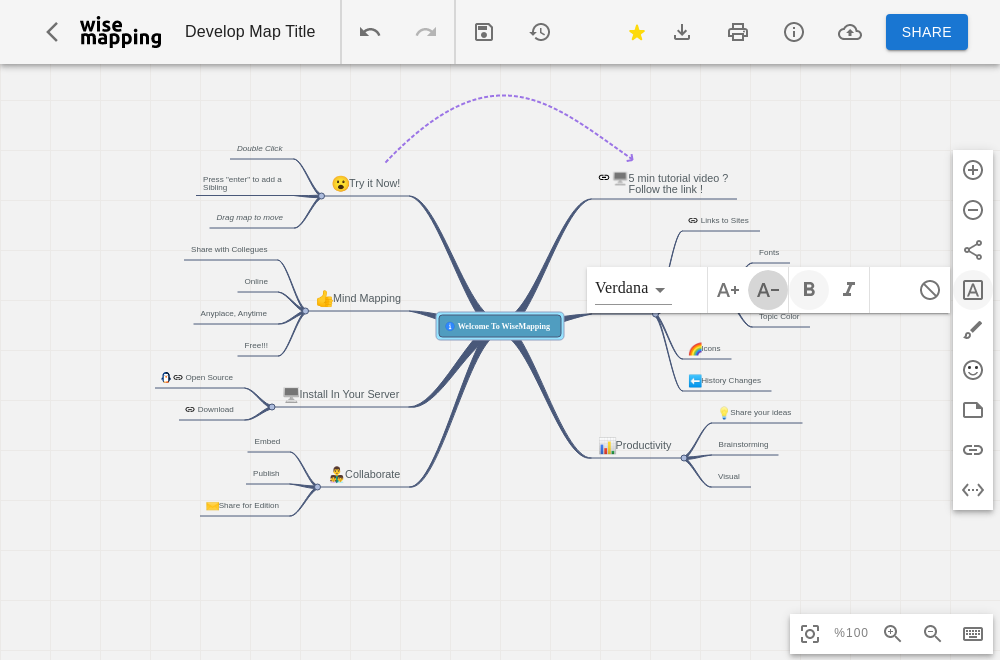 wise
mapping
Develop Map Title
SHARE
Double Click
Press "enter" to add a
Sibling
Drag map to move
😮Try it Now!
5 min tutorial video ?
Follow the link !
Links to Sites
Fonts
Topic Color
Verdana
A+
A-
B
I
A
Share with Collegues
Online
Anyplace, Anytime
Free!!!
Mind Mapping
Welcome To WiseMapping
Icons
History Changes
Open Source
Download
Install In Your Server
Share your ideas
Brainstorming
Visual
Productivity
Embed
Publish
Share for Edition
Collaborate
%100